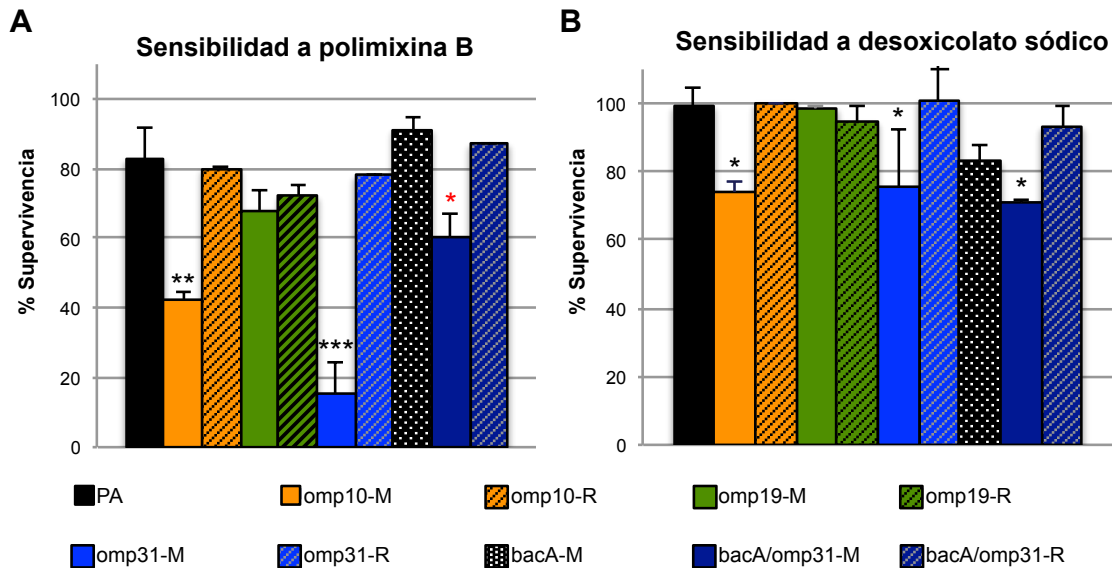 A
Sensibilidad a polimixina B
% Supervivencia
100
80
60
40
20
0
**
***
*
B
Sensibilidad a desoxicolato sódico
% Supervivencia
100
80
60
40
20
0
*
*
*
PA
omp10-M
omp10-R
omp19-M
omp19-R
omp31-M
omp31-R
bacA-M
bacA/omp31-M
bacA/omp31-R